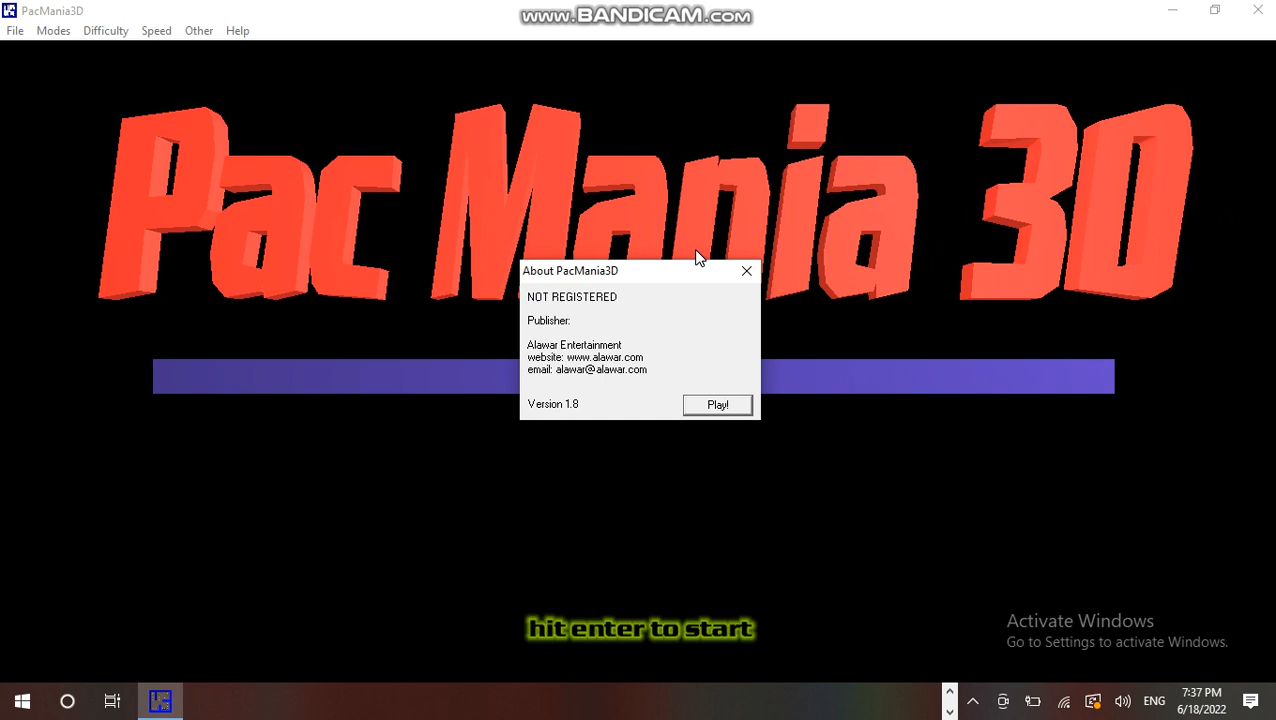 PacMania3D
www.BANDICAM.com
File Modes Difficulty Speed Other Help
Pac Mania 3D
About PacMania3D
NOT REGISTERED
Publisher:
Alawar Entertainment
website: www.alawar.com
email: alawar@alawar.com
Version 1.8
Play!
hit enter to start
Activate Windows
Go to Settings to activate Windows.
ENG
7:37 PM
6/18/2022